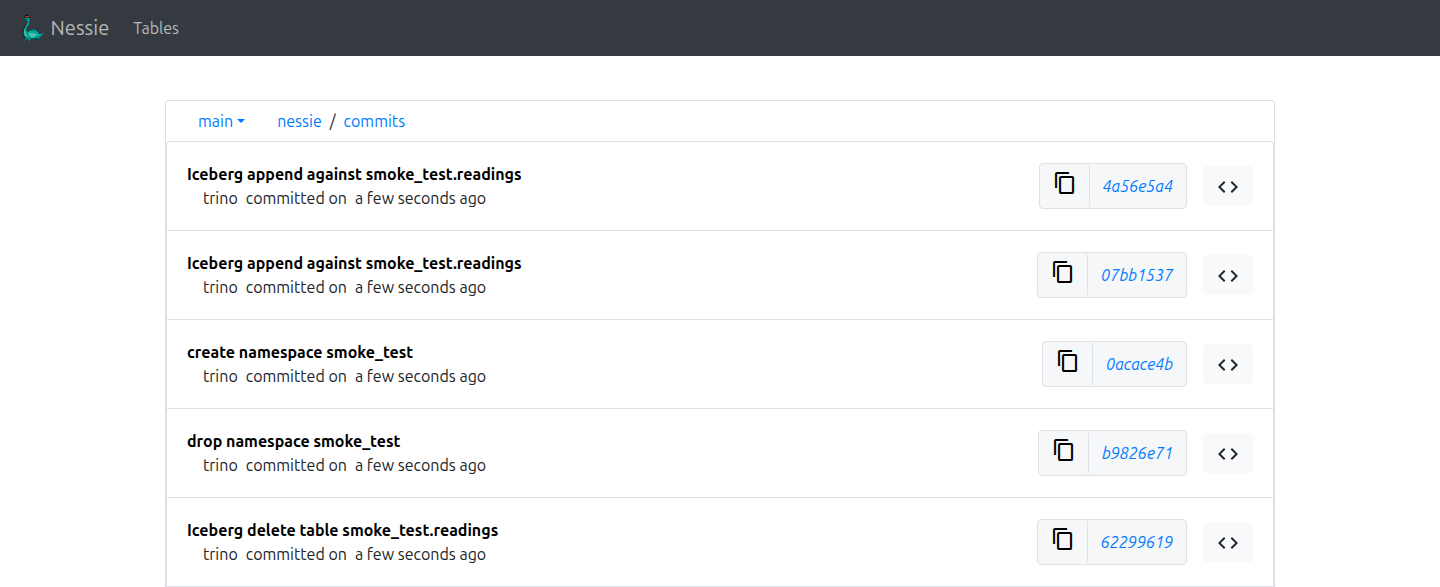 Nessie Tables
main nessie / commits
Iceberg append against smoke_test.readings
trino committed on a few seconds ago
4a56e5a4
Iceberg append against smoke_test.readings
trino committed on a few seconds ago
07bb1537
create namespace smoke_test
trino committed on a few seconds ago
0acace4b
drop namespace smoke_test
trino committed on a few seconds ago
b9826e71
Iceberg delete table smoke_test.readings
trino committed on a few seconds ago
62299619